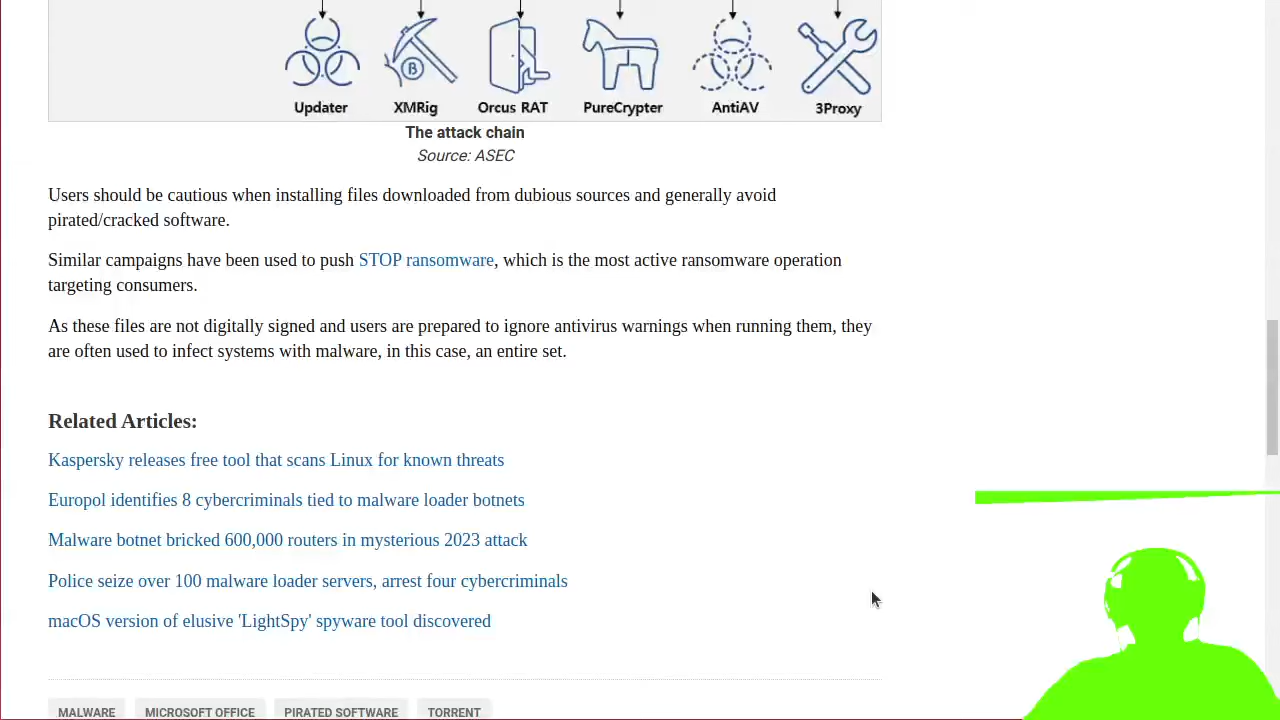 Updater XMRig Orcus RAT PureCrypter AntiAV 3Proxy
The attack chain
Source: ASEC
Users should be cautious when installing files downloaded from dubious sources and generally avoid
pirated/cracked software.
Similar campaigns have been used to push STOP ransomware, which is the most active ransomware operation
targeting consumers.
As these files are not digitally signed and users are prepared to ignore antivirus warnings when running them, they
are often used to infect systems with malware, in this case, an entire set.
Related Articles:
Kaspersky releases free tool that scans Linux for known threats
Europol identifies 8 cybercriminals tied to malware loader botnets
Malware botnet bricked 600,000 routers in mysterious 2023 attack
Police seize over 100 malware loader servers, arrest four cybercriminals
macOS version of elusive 'LightSpy' spyware tool discovered
MALWARE MICROSOFT OFFICE PIRATED SOFTWARE TORRENT